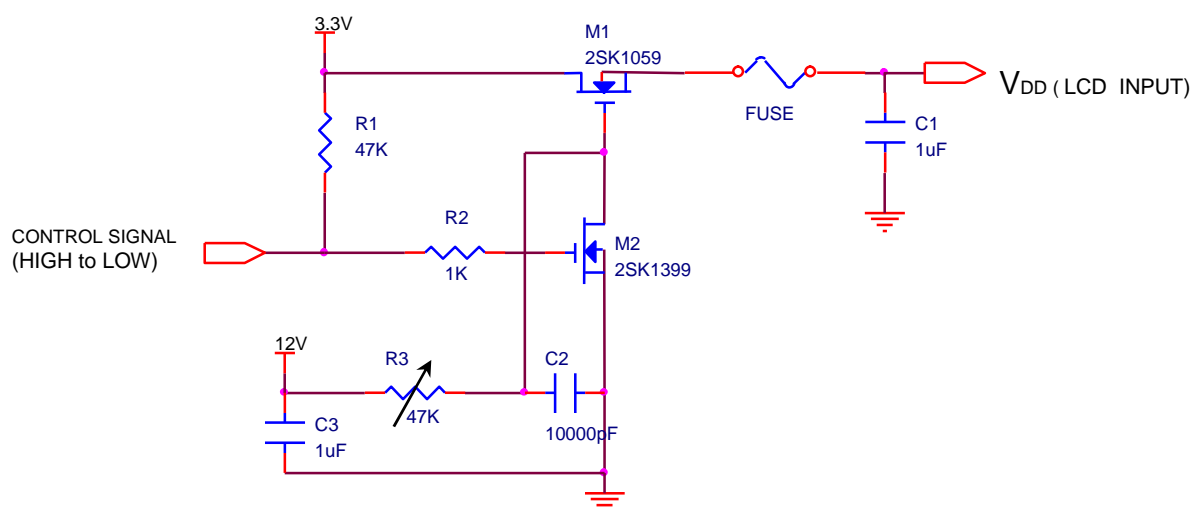 3.3V
M1
2SK1059
VDD ( LCD INPUT)
FUSE
R1
47K
C1
1uF
R2
1K
CONTROL SIGNAL
(HIGH to LOW)
M2
2SK1399
12V
R3
47K
C2
10000pF
C3
1uF